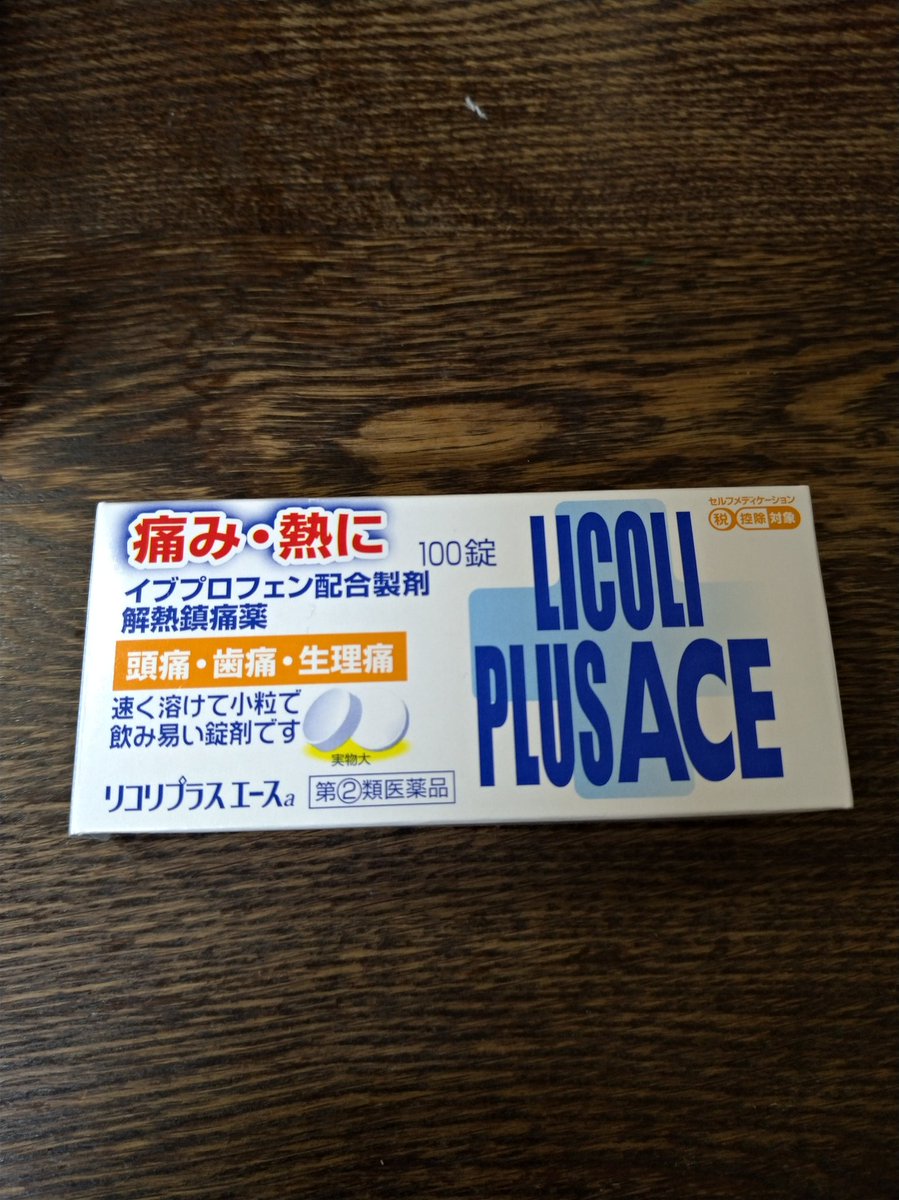 痛み・熱に
100錠
イブプロフェン配合製剤
解熱鎮痛薬
頭痛・歯痛・生理痛
速く溶けて小粒で
飲み易い錠剤です
実物大
リコリプラスエースa
第②類医薬品
セルフメディケーション
税 控除 対象
LICOLI
PLUS ACE